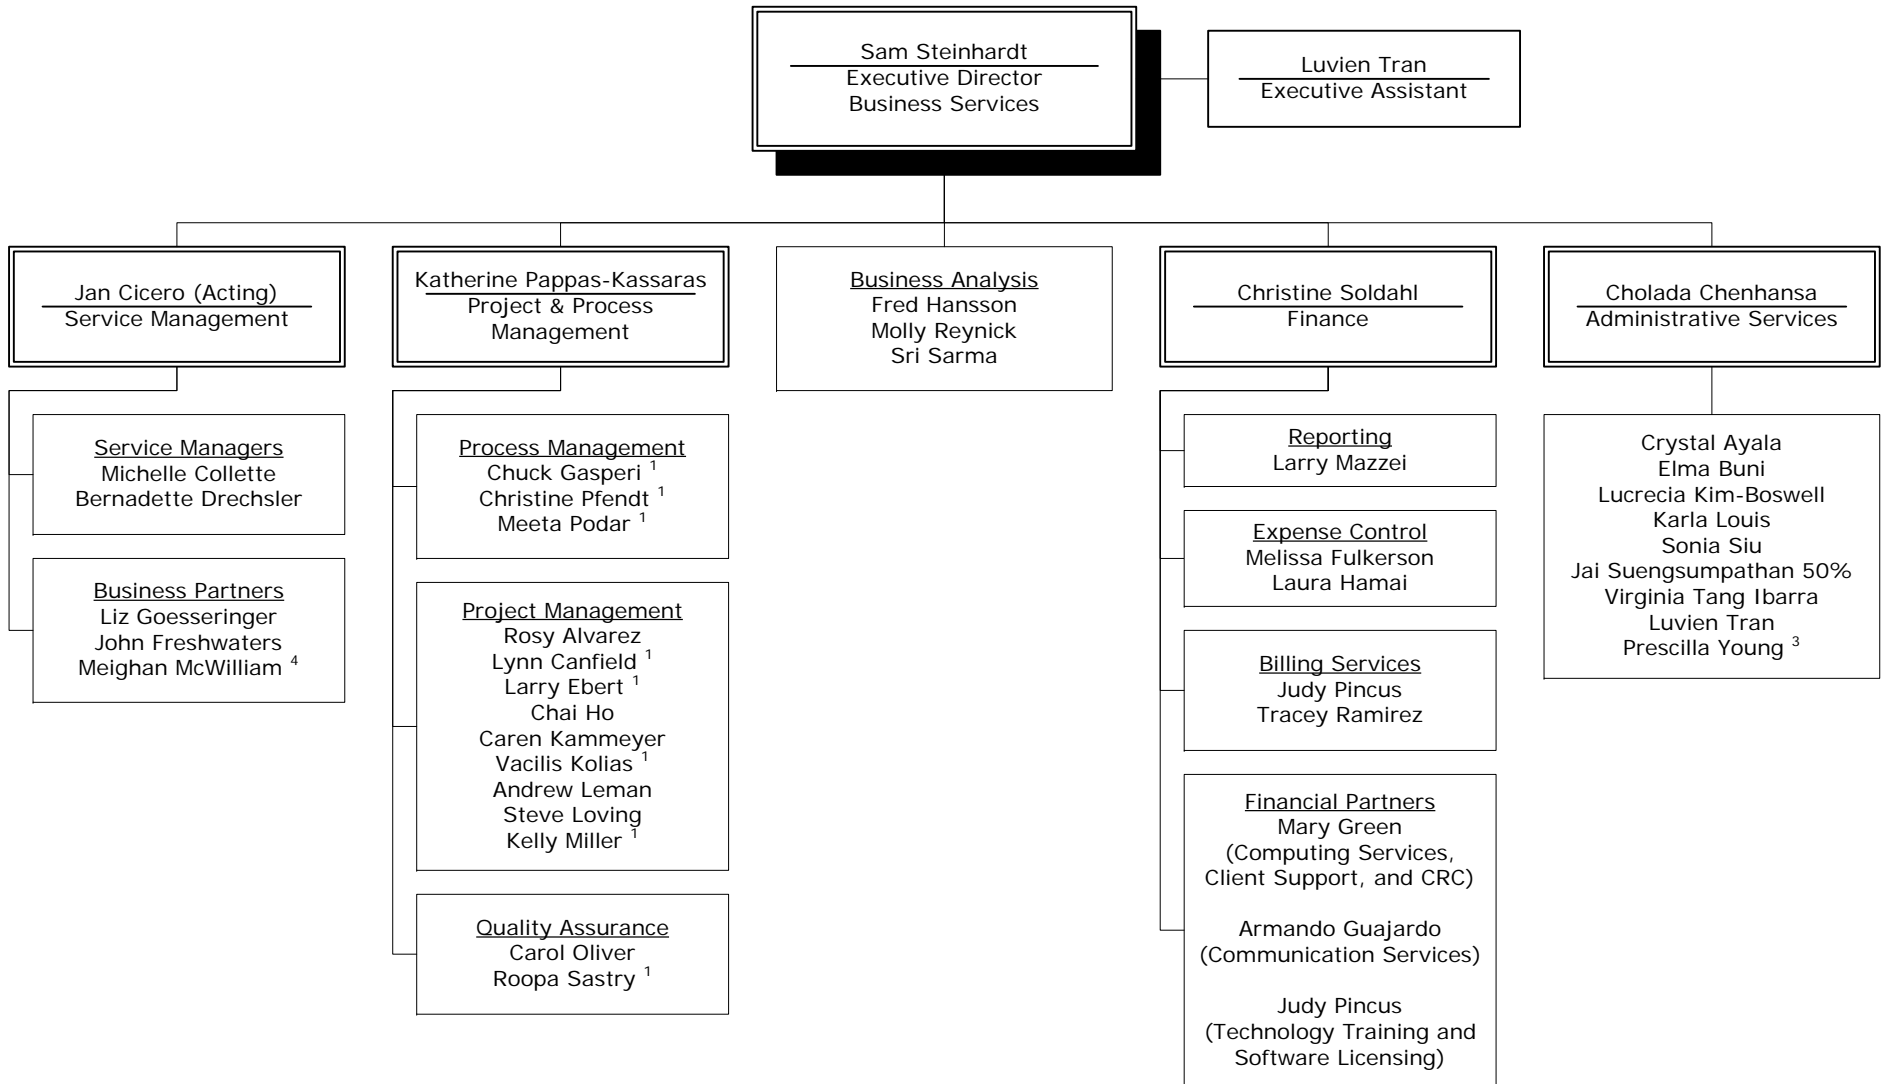 Sam Steinhardt
Executive Director
Business Services
Luvien Tran
Executive Assistant
Jan Cicero (Acting)
Service Management
Service Managers
Michelle Collette
Bernadette Drechsler
Business Partners
Liz Goesseringer
John Freshwaters
Meighan McWilliam 4
Katherine Pappas-Kassaras
Project & Process
Management
Process Management
Chuck Gasperi 1
Christine Pfendt 1
Meeta Podar 1
Project Management
Rosy Alvarez
Lynn Canfield 1
Larry Ebert 1
Chai Ho
Caren Kammeyer
Vacilis Kolias 1
Andrew Leman
Steve Loving
Kelly Miller 1
Quality Assurance
Carol Oliver
Roopa Sastry 1
Business Analysis
Fred Hansson
Molly Reynick
Sri Sarma
Christine Soldahl
Finance
Reporting
Larry Mazzei
Expense Control
Melissa Fulkerson
Laura Hamai
Billing Services
Judy Pincus
Tracey Ramirez
Financial Partners
Mary Green
(Computing Services,
Client Support, and CRC)
Armando Guajardo
(Communication Services)
Judy Pincus
(Technology Training and
Software Licensing)
Cholada Chenhansa
Administrative Services
Crystal Ayala
Elma Buni
Lucrecia Kim-Boswell
Karla Louis
Sonia Siu
Jai Suengsumpathan 50%
Virginia Tang Ibarra
Luvien Tran
Prescilla Young 3